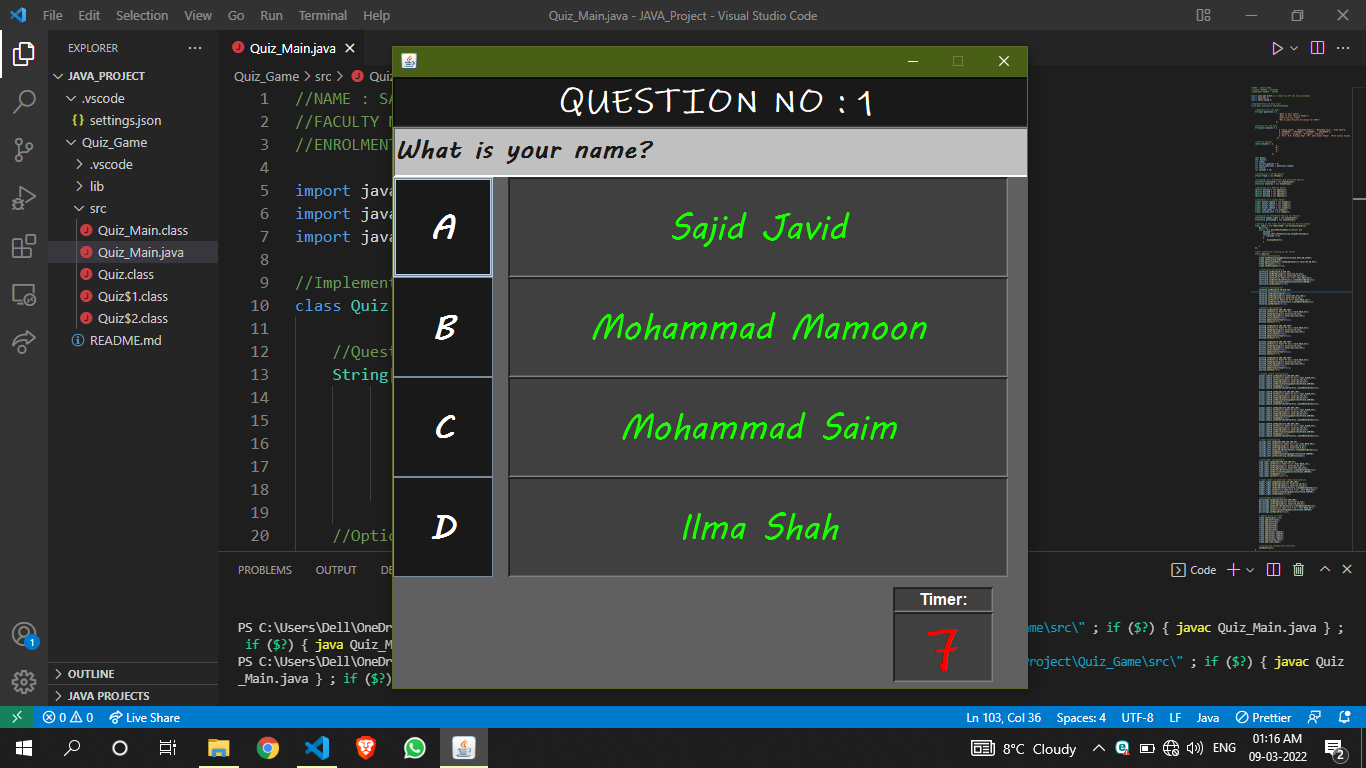 File Edit Selection View Go Run Terminal Help
Quiz_Main.java - JAVA_Project - Visual Studio Code
EXPLORER
JAVA_PROJECT
.vscode
settings.json
Quiz_Game
.vscode
lib
src
Quiz_Main.class
Quiz_Main.java
Quiz.class
Quiz$1.class
Quiz$2.class
README.md
OUTLINE
JAVA PROJECTS
Quiz_Main.java
Quiz_Game > src >
1 //NAME : SA
2 //FACULTY
3 //ENROLMENT
4
5 import java
6 import java
7 import java
8
9 //Implement
10 class Quiz
11
12 //Quest
13 String
14
15
16
17
18
19
20 //Optio
QUESTION NO : 1
What is your name?
A Sajid Javid
B Mohammad Mamoon
C Mohammad Saim
D Ilma Shah
Timer:
7
PROBLEMS OUTPUT DE
Code
PS C:\Users\Dell\OneDr me\src\" ; if ($?) { javac Quiz_Main.java } ;
if ($?) { java Quiz_M
PS C:\Users\Dell\OneDr roject\Quiz_Game\src\" ; if ($?) { javac Quiz
_Main.java } ; if ($?)
1
0 0 Live Share
Ln 103, Col 36 Spaces: 4 UTF-8 LF Java Prettier
8°C Cloudy ENG
01:16 AM
09-03-2022
2